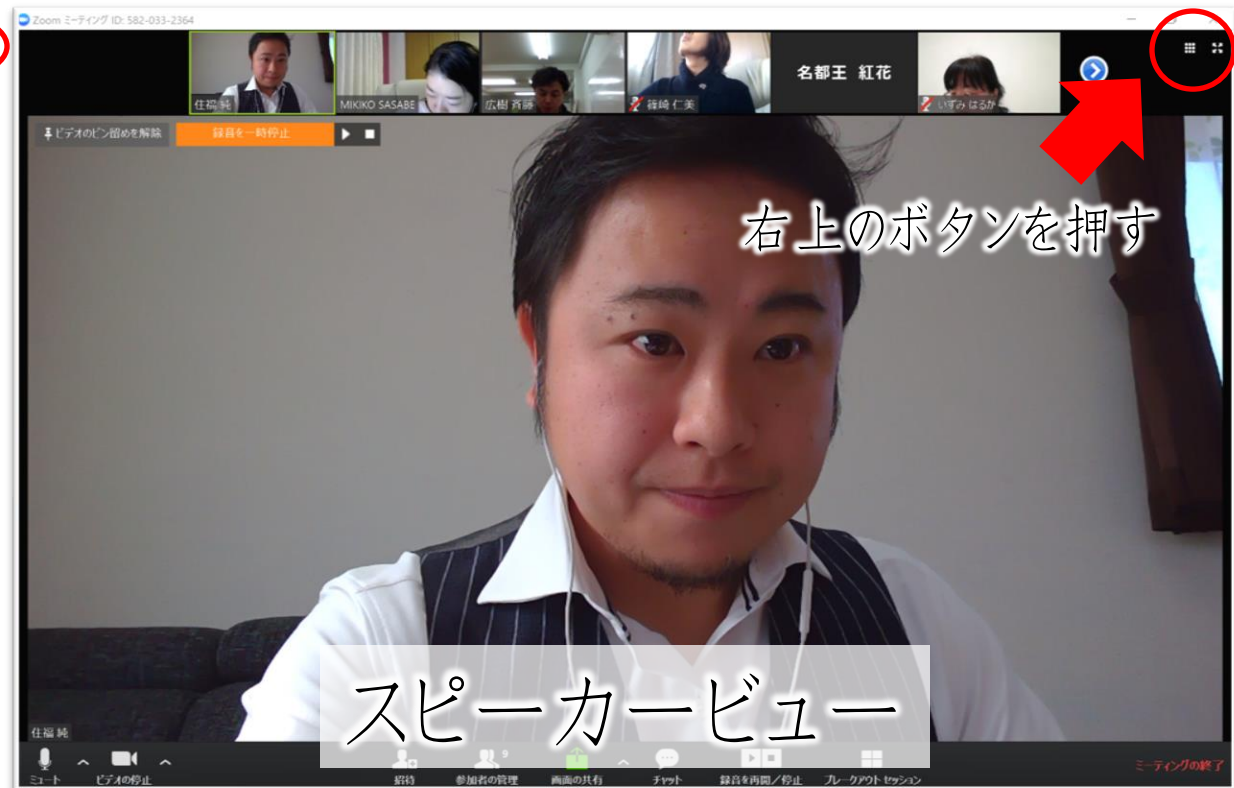 Zoom ミーティング ID: 582-033-2364
住福 純
MIKIKO SASABE
広樹 斉藤
篠崎 仁美
名都王 紅花
いずみ はるか
ビデオのピン留めを解除
録音を一時停止
右上のボタンを押す
スピーカービュー
住福 純
ミュート
ビデオの停止
招待
9
参加者の管理
画面の共有
チャット
録音を再開/停止
ブレークアウト セッション
ミーティングの終了